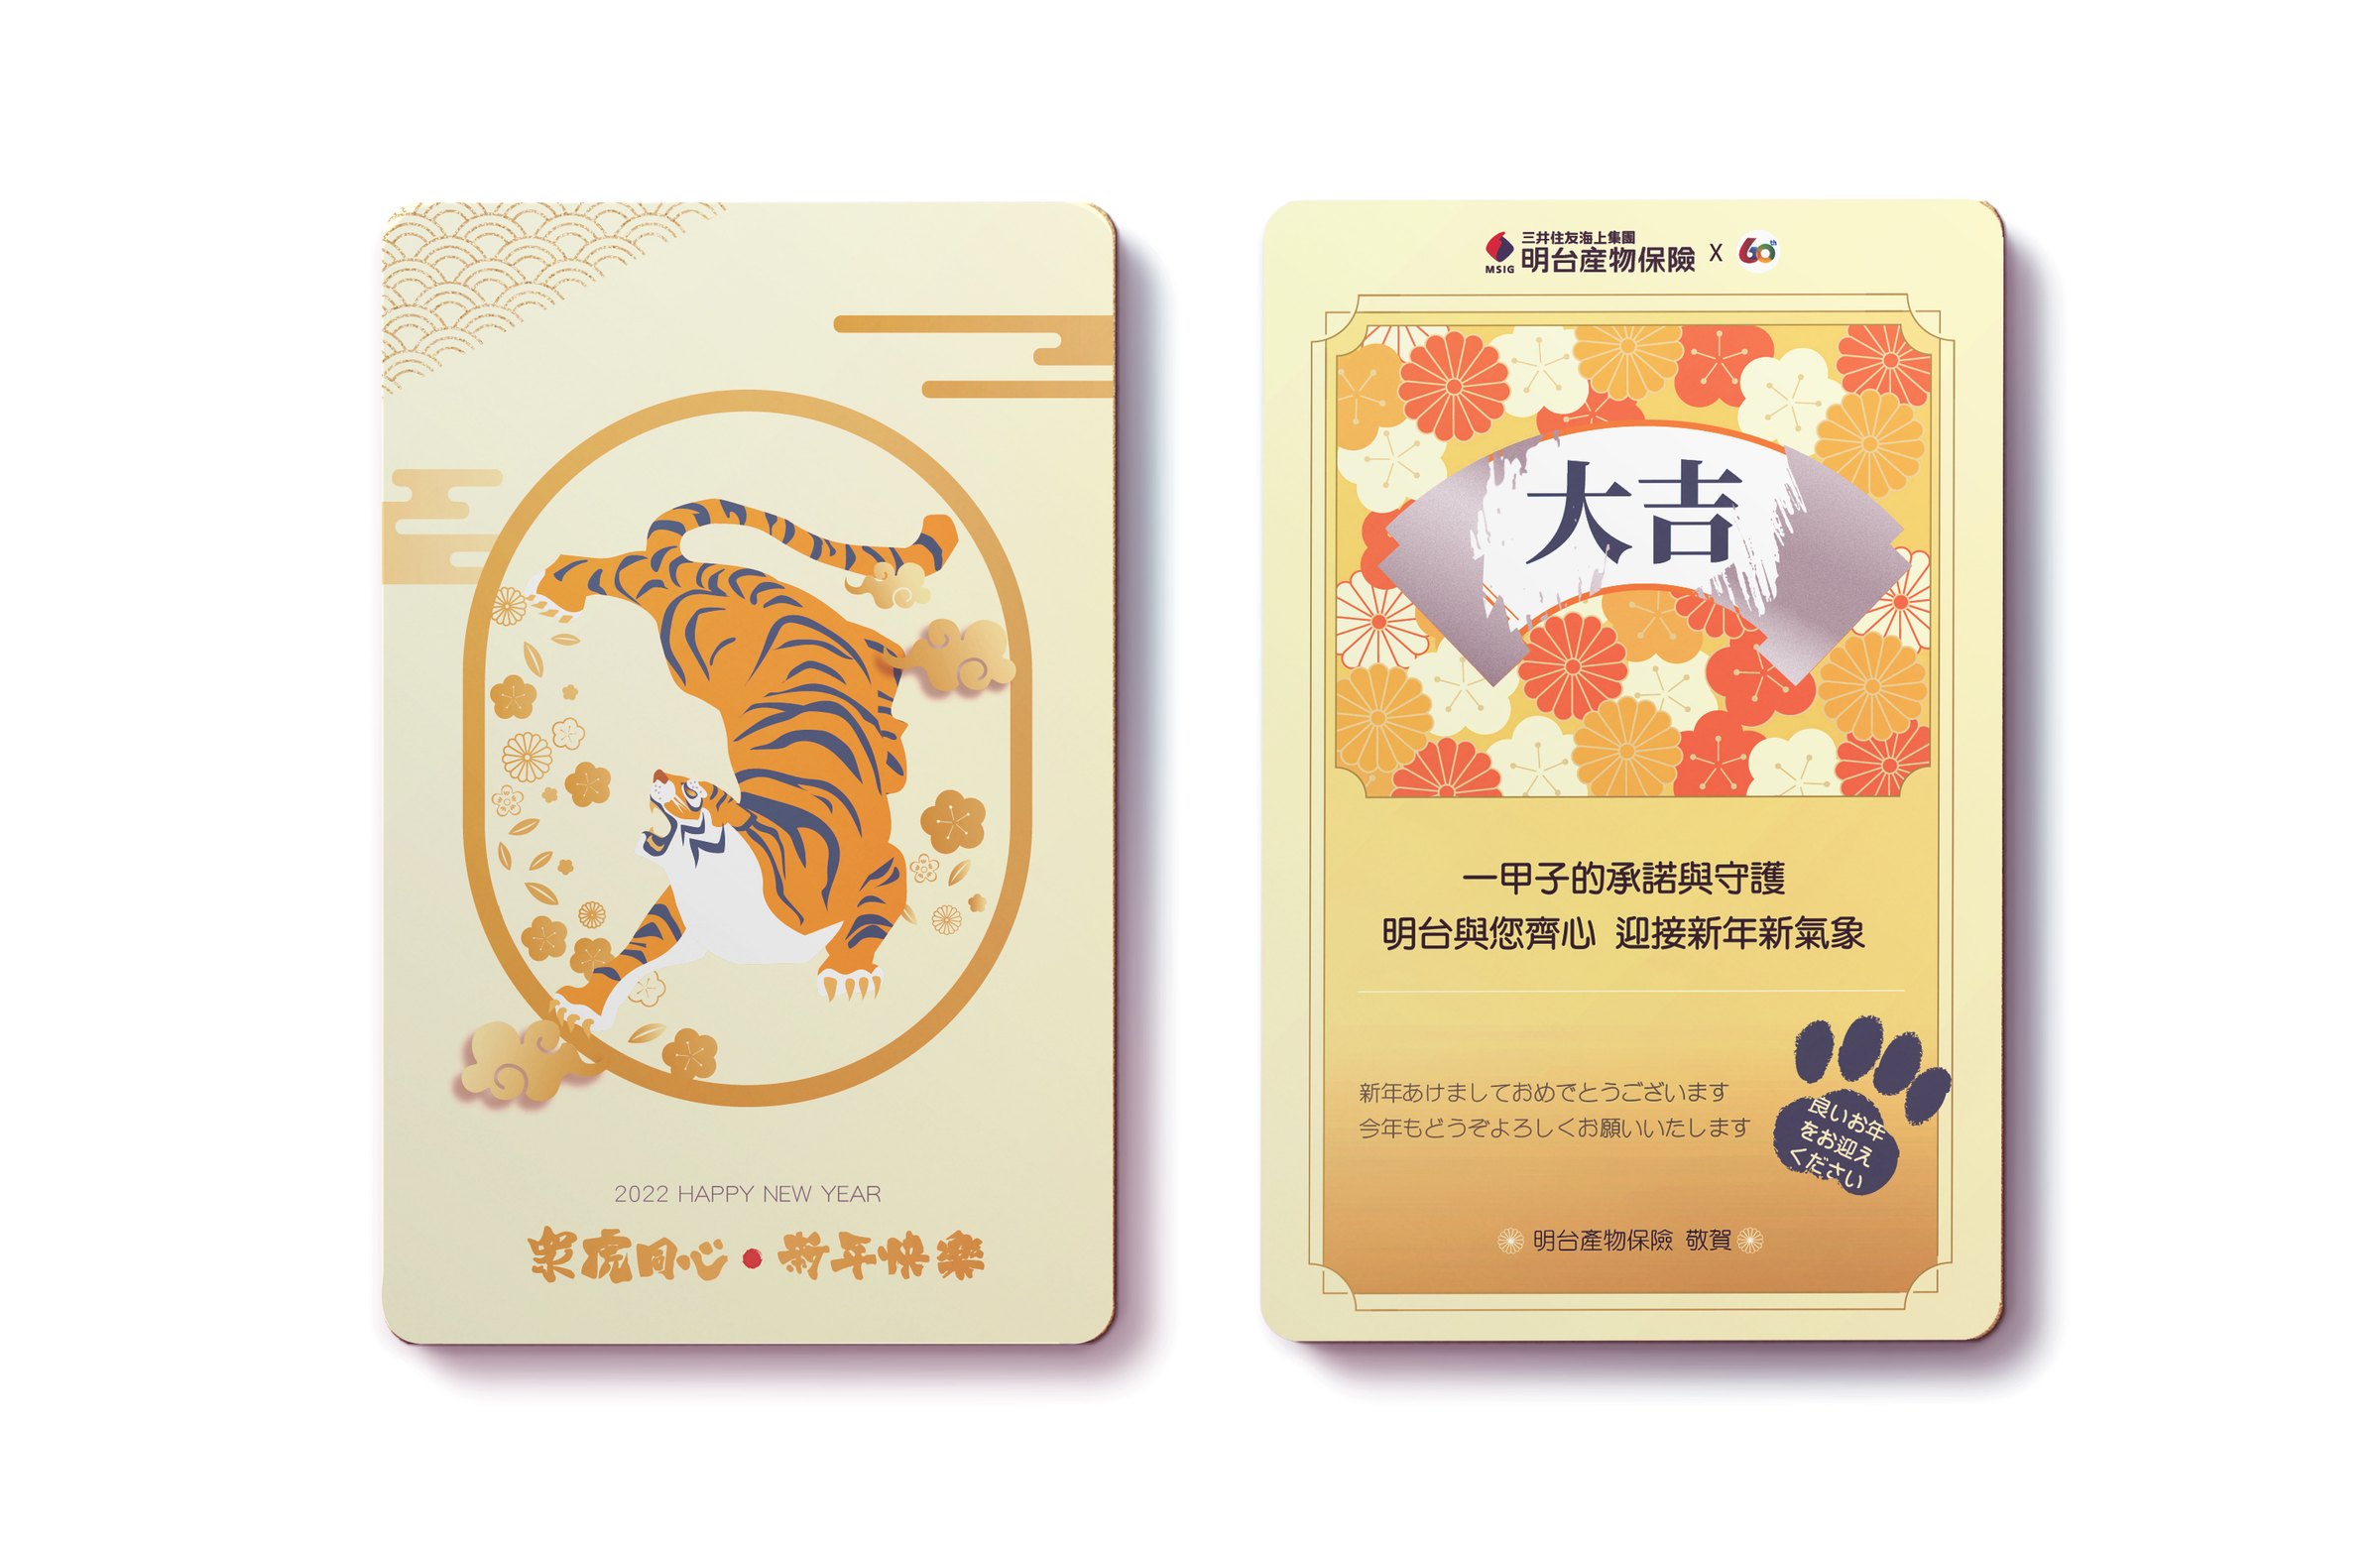 2022 HAPPY NEW YEAR
眾虎同心●新年快樂
三井住友海上集團
MSIG 明台產物保險 X 60th
大吉
一甲子的承諾與守護
明台與您齊心 迎接新年新氣象
新年あけましておめでとうございます
今年もどうぞよろしくお願いいたします
良いお年
をお迎え
ください
明台產物保險 敬賀